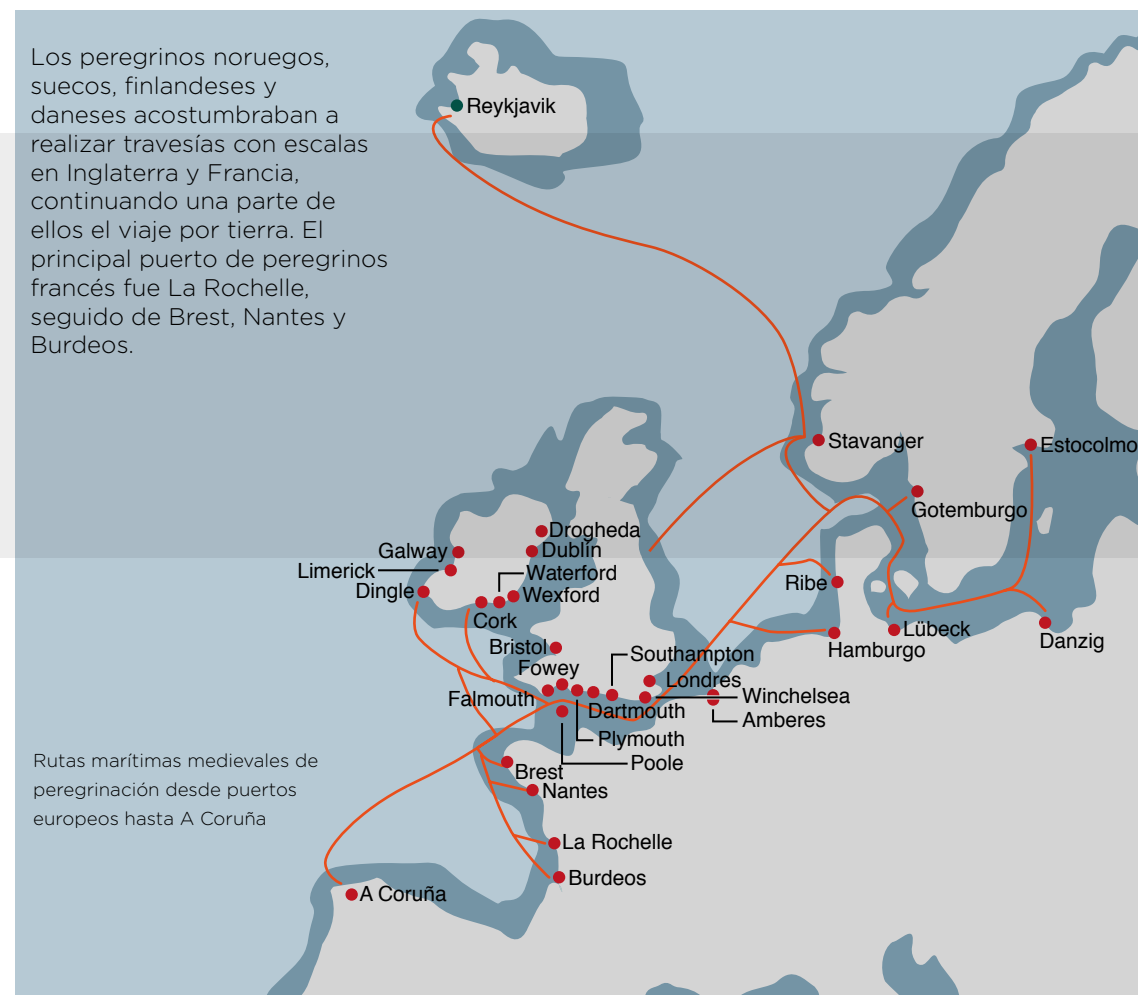 Los peregrinos noruegos,
suecos, finlandeses y
daneses acostumbraban a
realizar travesías con escalas
en Inglaterra y Francia,
continuando una parte de
ellos el viaje por tierra. El
principal puerto de peregrinos
francés fue La Rochelle,
seguido de Brest, Nantes y
Burdeos.
Reykjavik
Stavanger
Estocolmo
Gotemburgo
Drogheda
Galway
Dublín
Limerick
Waterford
Dingle
Wexford
Ribe
Cork
Lübeck
Hamburgo
Danzig
Bristol
Southampton
Fowey
Londres
Falmouth
Winchelsea
Dartmouth
Amberes
Plymouth
Poole
Brest
Nantes
La Rochelle
Burdeos
A Coruña
Rutas marítimas medievales de
peregrinación desde puertos
europeos hasta A Coruña